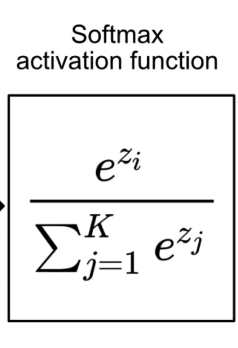 Softmax
activation function
e^{z_i}
∑_{j=1}^{K} e^{z_j}